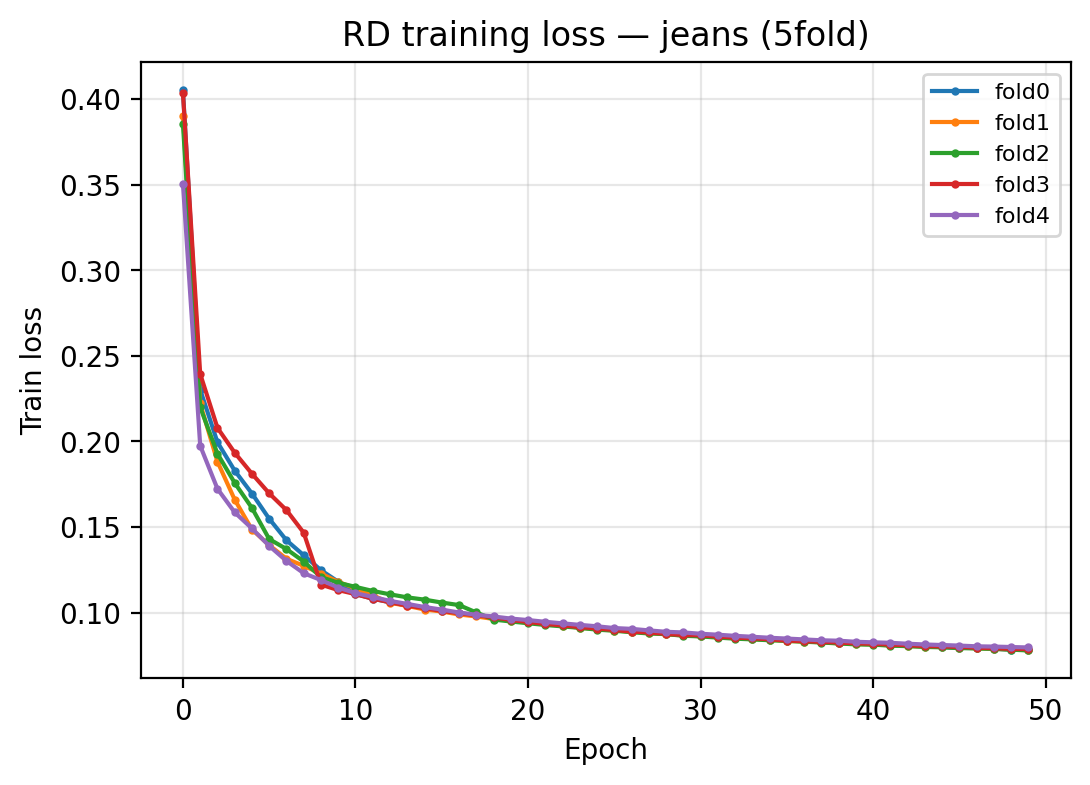 RD training loss — jeans (5fold)
0.40
0.35
0.30
0.25
0.20
0.15
0.10
Train loss
fold0
fold1
fold2
fold3
fold4
0 10 20 30 40 50
Epoch